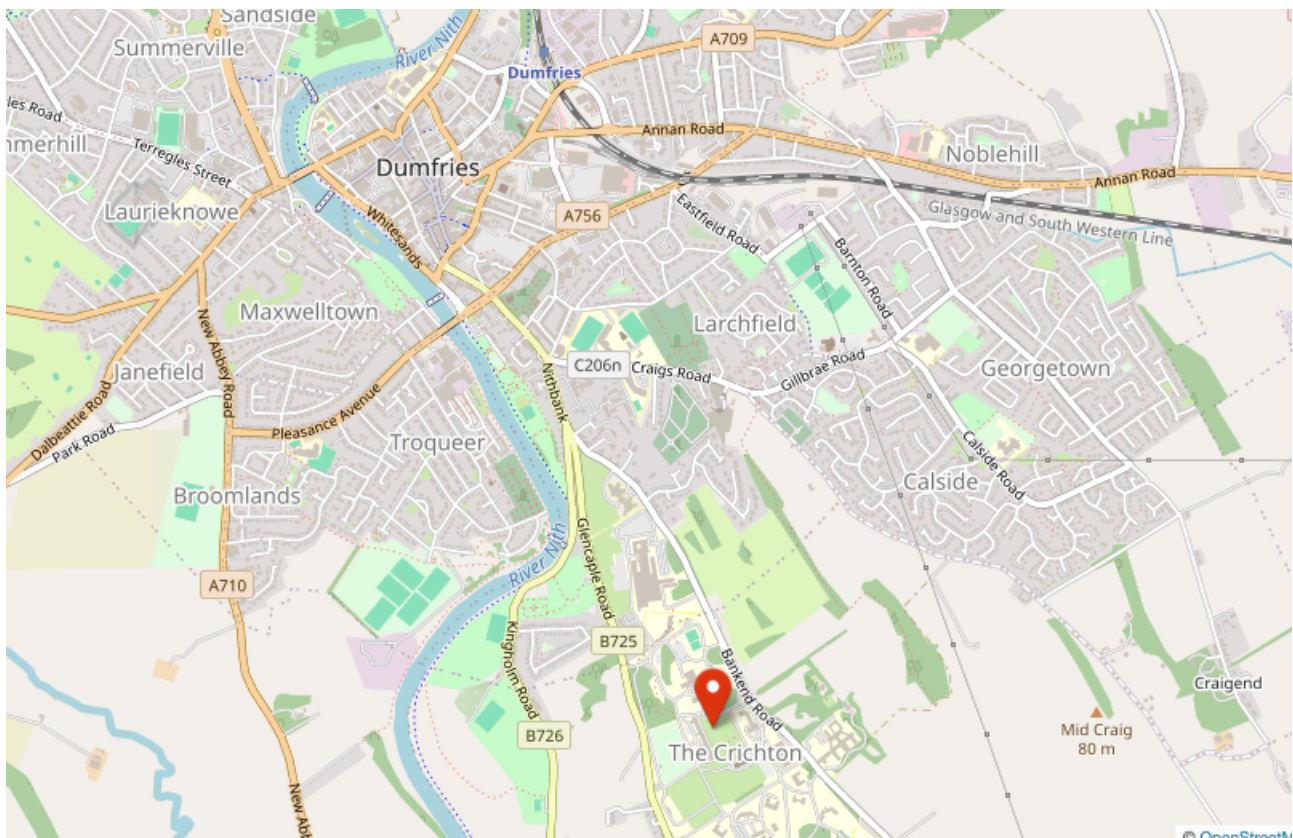 Sandside
Summerville
River Nith
A709
Dumfries
les Road
mmerhill
Terregles Street
Annan Road
Noblehill
Annan Road
Dumfries
Laurieknowe
Whitesands
A756
Eastfield Road
Glasgow and South Western Line
Barnton Road
New Abbey Road
Maxwelltown
Larchfield
Janefield
C206n
Craigs Road
Gillbrae Road
Georgetown
Dalbeattie Road
Park Road
Pleasance Avenue
Nithbank
Troqueer
Broomlands
Calside
Calside Road
River Nith
Glencaple Road
A710
Kingholm Road
B725
Bankend Road
Craigend
B726
The Crichton
Mid Craig
80 m
New Abb
© OpenStreetM